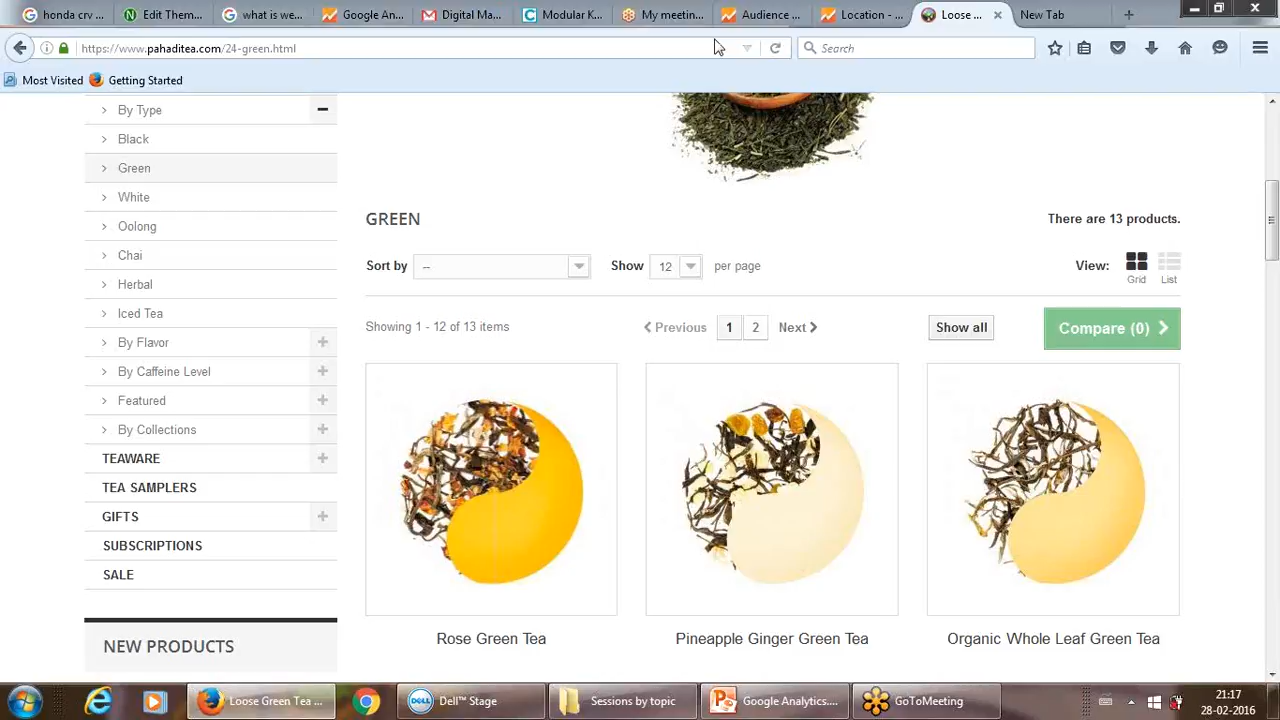 honda crv ...
Edit Them...
what is we...
Google An...
Digital Ma...
Modular K...
My meetin...
Audience ...
Location - ...
Loose ...
New Tab
https://www.pahaditea.com/24-green.html
Search
Most Visited
Getting Started
By Type
Black
Green
White
Oolong
Chai
Herbal
Iced Tea
By Flavor
By Caffeine Level
Featured
By Collections
TEAWARE
TEA SAMPLERS
GIFTS
SUBSCRIPTIONS
SALE
NEW PRODUCTS
GREEN
There are 13 products.
Sort by
--
Show
12
per page
View:
Grid
List
Showing 1 - 12 of 13 items
Previous
1
2
Next
Show all
Compare (0)
Rose Green Tea
Pineapple Ginger Green Tea
Organic Whole Leaf Green Tea
Loose Green Tea ...
Dell™ Stage
Sessions by topic
Google Analytics....
GoToMeeting
21:17
28-02-2016